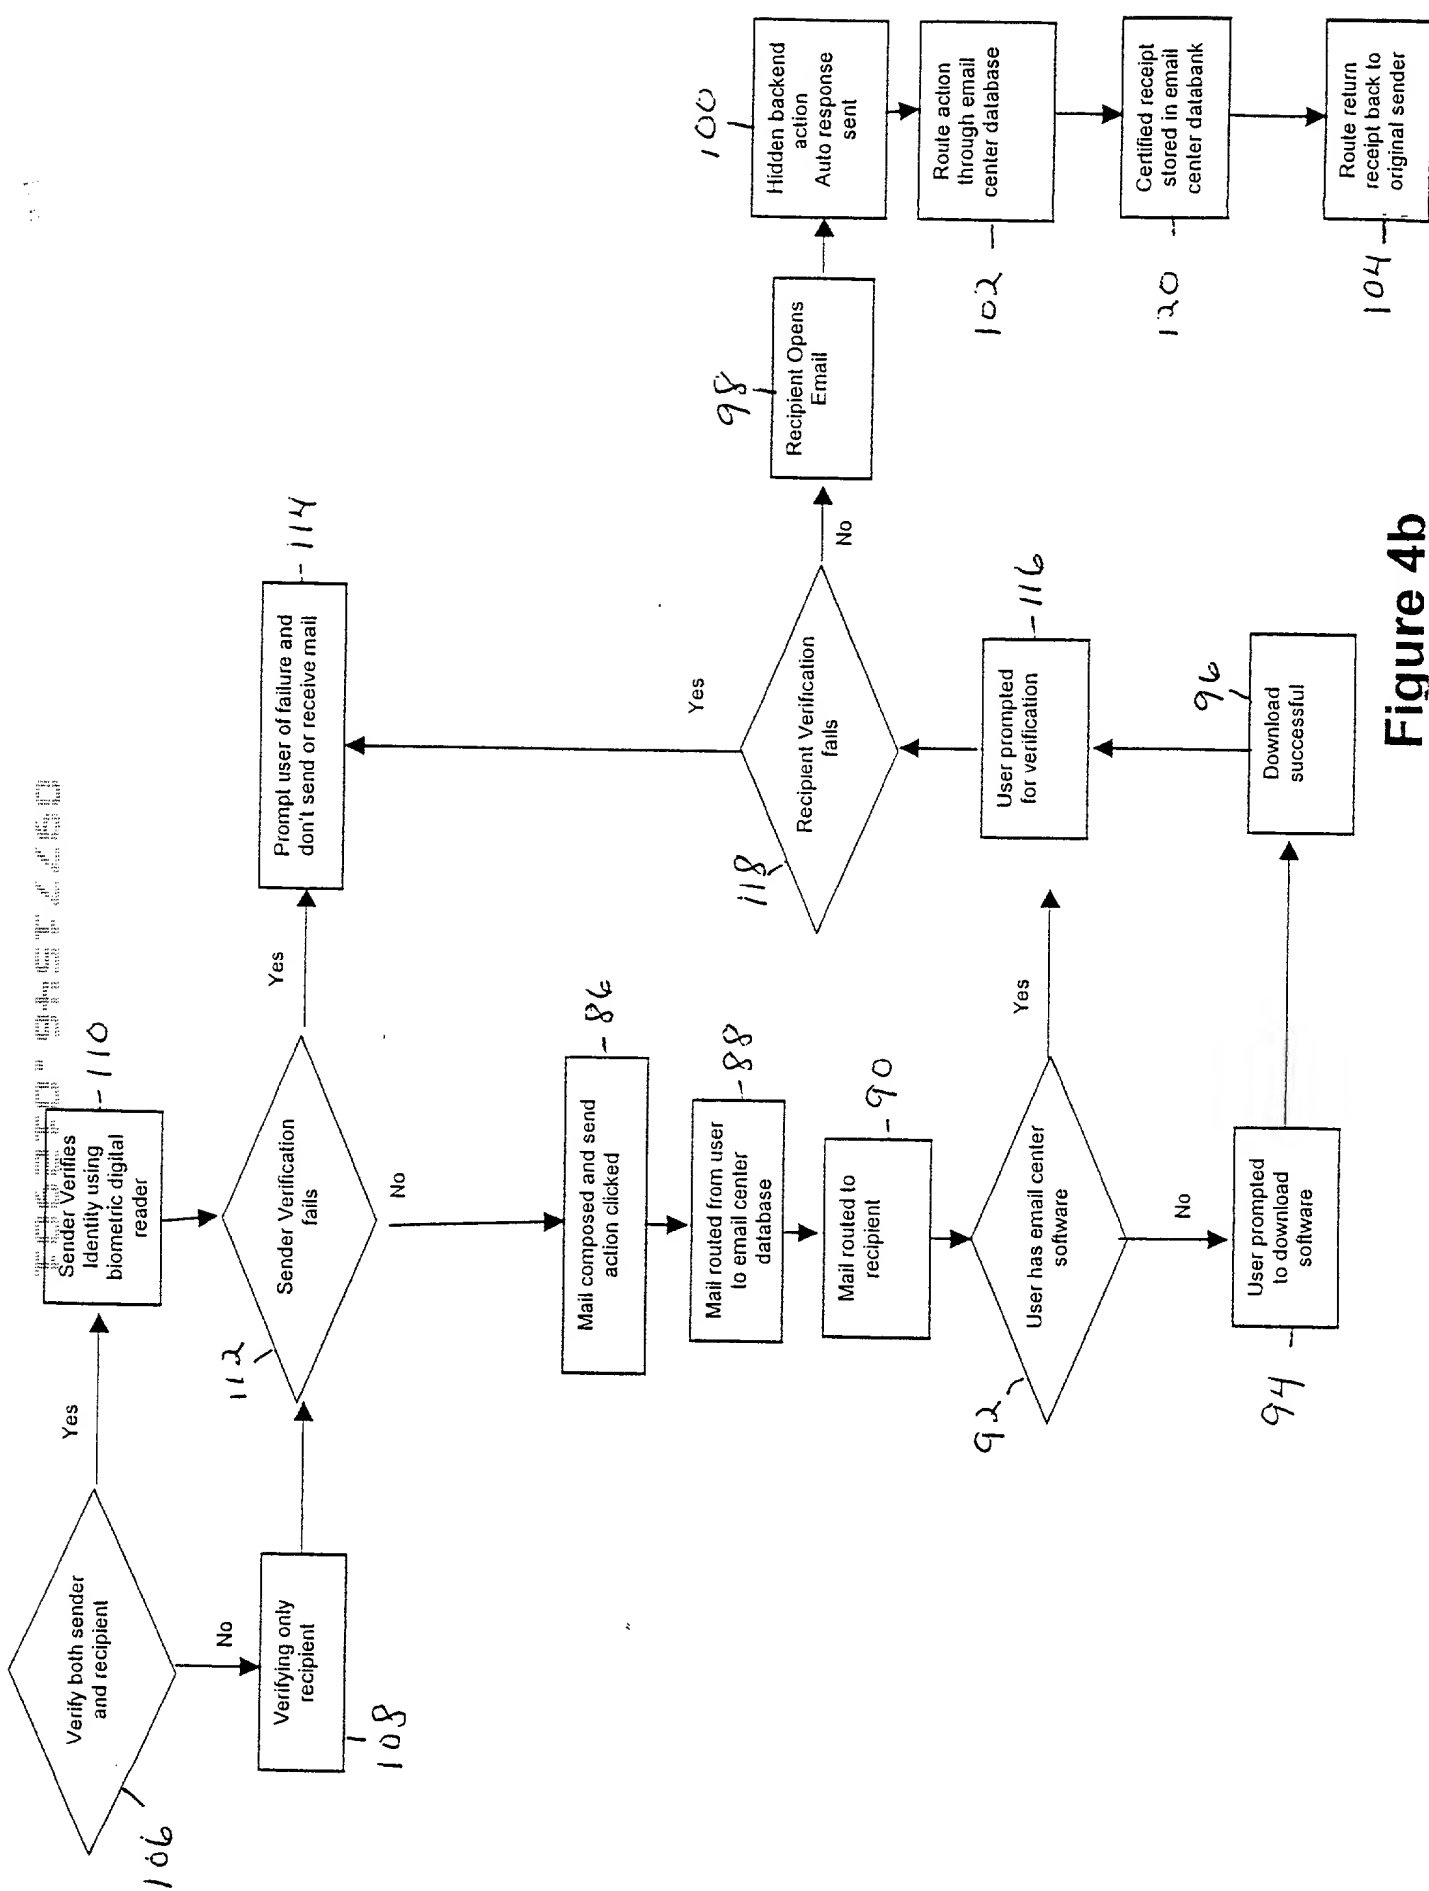 Verify both sender
and recipient
106
Yes
No
Verifying only
recipient
108
Sender Verifies
Identity using
biometric digital
reader
110
Sender Verification
fails
112
Yes
No
Prompt user of failure and
don't send or receive mail
114
Mail composed and send
action clicked
86
Mail routed from user
to email center
database
88
Mail routed to
recipient
90
User has email center
software
92
Yes
No
User prompted
to download
software
94
Download
successful
96
User prompted
for verification
116
Recipient Verification
fails
118
Yes
No
Recipient Opens
Email
98
Hidden backend
action
Auto response
sent
100
Route action
through email
center database
102
Certified receipt
stored in email
center databank
120
Route return
receipt back to
original sender
104
Figure 4b